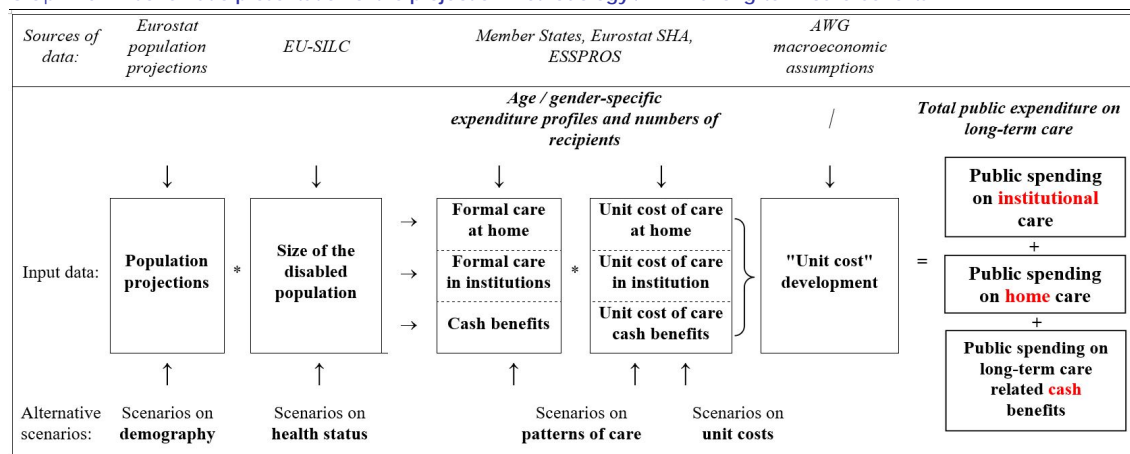 Sources of data:
Eurostat population projections
EU-SILC
Member States, Eurostat SHA, ESSPROS
AWG macroeconomic assumptions
Age / gender-specific
expenditure profiles and numbers of
recipients
/
Total public expenditure on
long-term care
↓ ↓ ↓ ↓ ↓
Input data:
Population
projections
*
Size of the
disabled
population
→ Formal care
at home
→ Formal care
in institutions
→ Cash benefits
*
Unit cost of care
at home
Unit cost of care
in institution
Unit cost of care
cash benefits
"Unit cost"
development
=
Public spending
on institutional
care
+
Public spending
on home care
+
Public spending on
long-term care
related cash
benefits
↑ ↑ ↑ ↑ ↑
Alternative
scenarios:
Scenarios on
demography
Scenarios on
health status
Scenarios on
patterns of care
Scenarios on
unit costs